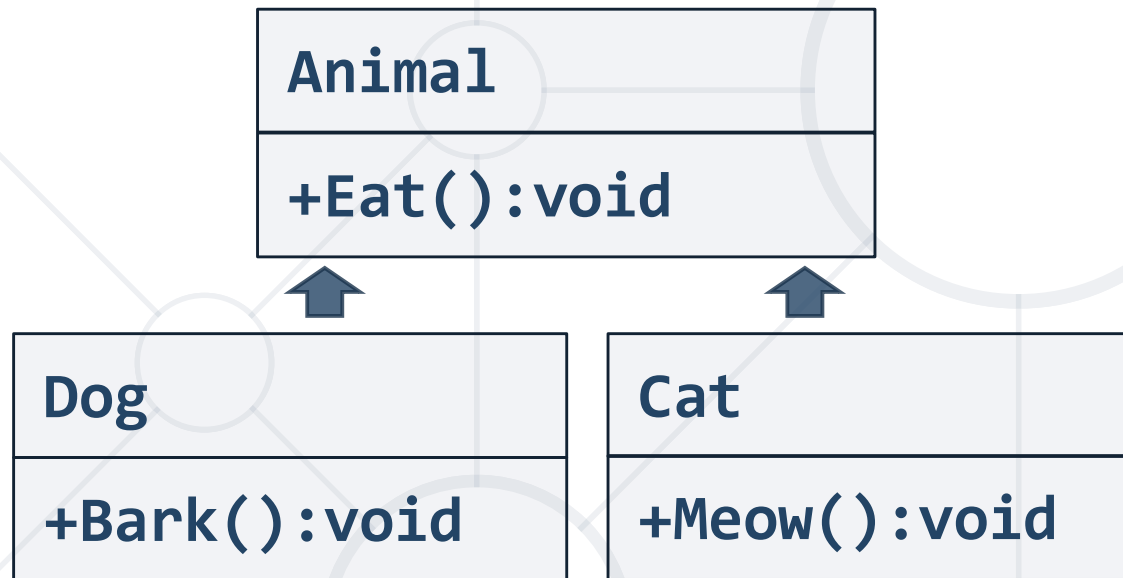 Animal
+Eat():void
Dog
+Bark():void
Cat
+Meow():void